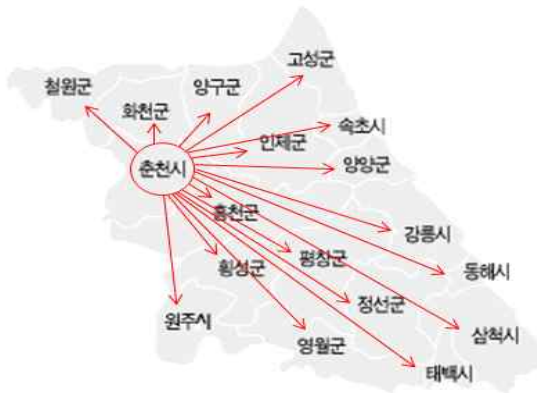 고성군
철원군
양구군
화천군
속초시
인제군
춘천시
양양군
홍천군
강릉시
평창군
횡성군
동해시
정선군
원주시
삼척시
영월군
태백시